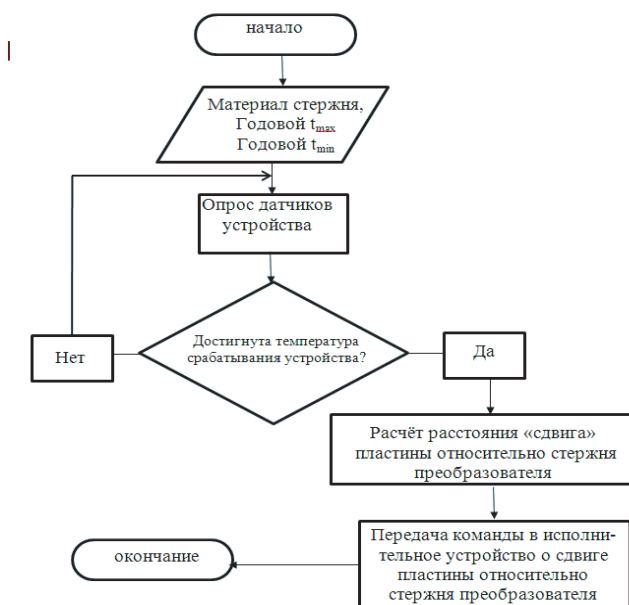 начало
Материал стержня,
Годовой tmax
Годовой tmin
Опрос датчиков
устройства
Достигнута температура
срабатывания устройства?
Нет
Да
Расчёт расстояния «сдвига»
пластины относительно стержня
преобразователя
Передача команды в исполни-
тельное устройство о сдвиге
пластины относительно
стержня преобразователя
окончание